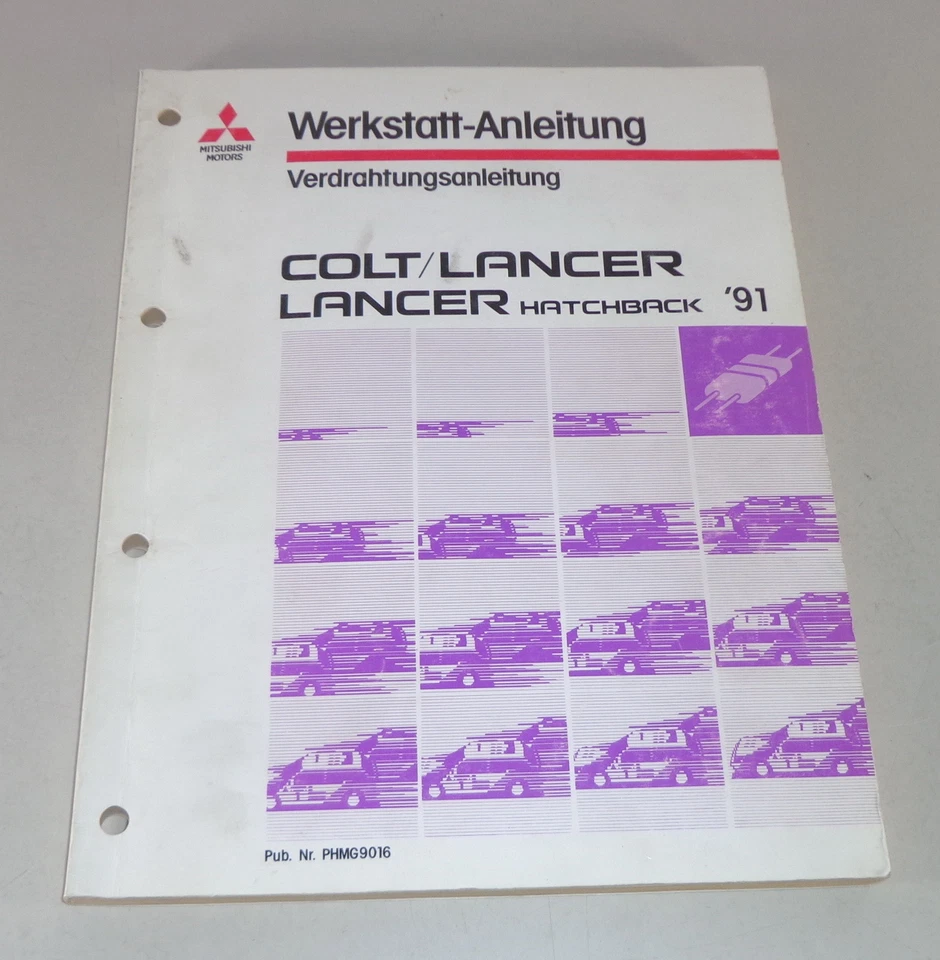 MITSUBISHI
MOTORS
Werkstatt-Anleitung
Verdrahtungsanleitung
COLT/LANCER
LANCER HATCHBACK '91
Pub. Nr. PHMG9016